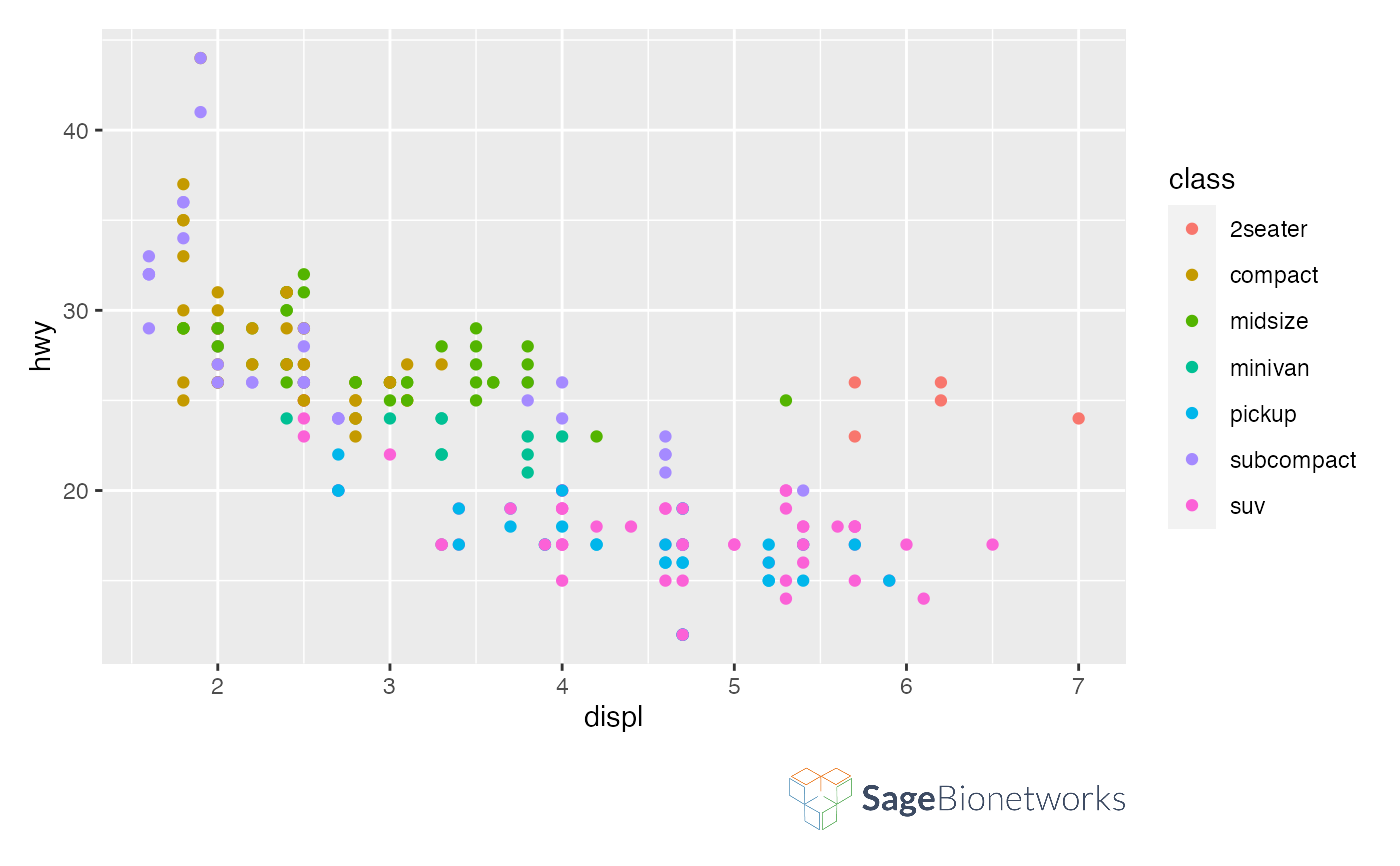 40
30
20
hwy
2
3
4
5
6
7
displ
class
2seater
compact
midsize
minivan
pickup
subcompact
suv
SageBionetworks